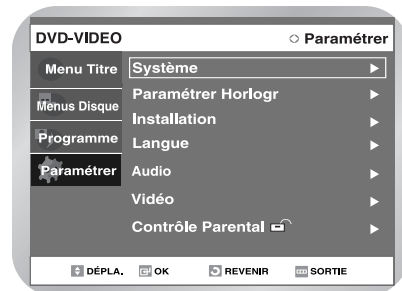 DVD-VIDEO Paramétrer
Menu Titre
Menus Disque
Programme
Paramétrer
Système
Paramétrer Horlogr
Installation
Langue
Audio
Vidéo
Contrôle Parental
DÉPLA. OK REVENIR SORTIE